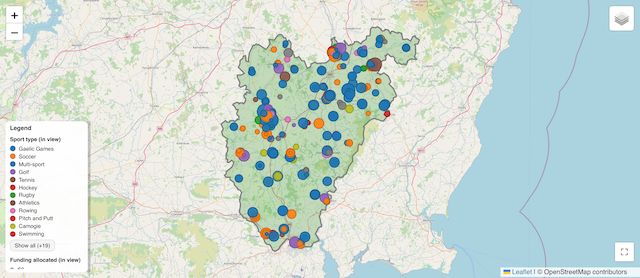 +
−
Legend
Sport type (in view)
Gaelic Games
Soccer
Multi-sport
Golf
Tennis
Hockey
Rugby
Athletics
Rowing
Pitch and Putt
Camogie
Swimming
Show all (+19)
Funding allocated (in view)
Leaflet | © OpenStreetMap contributors